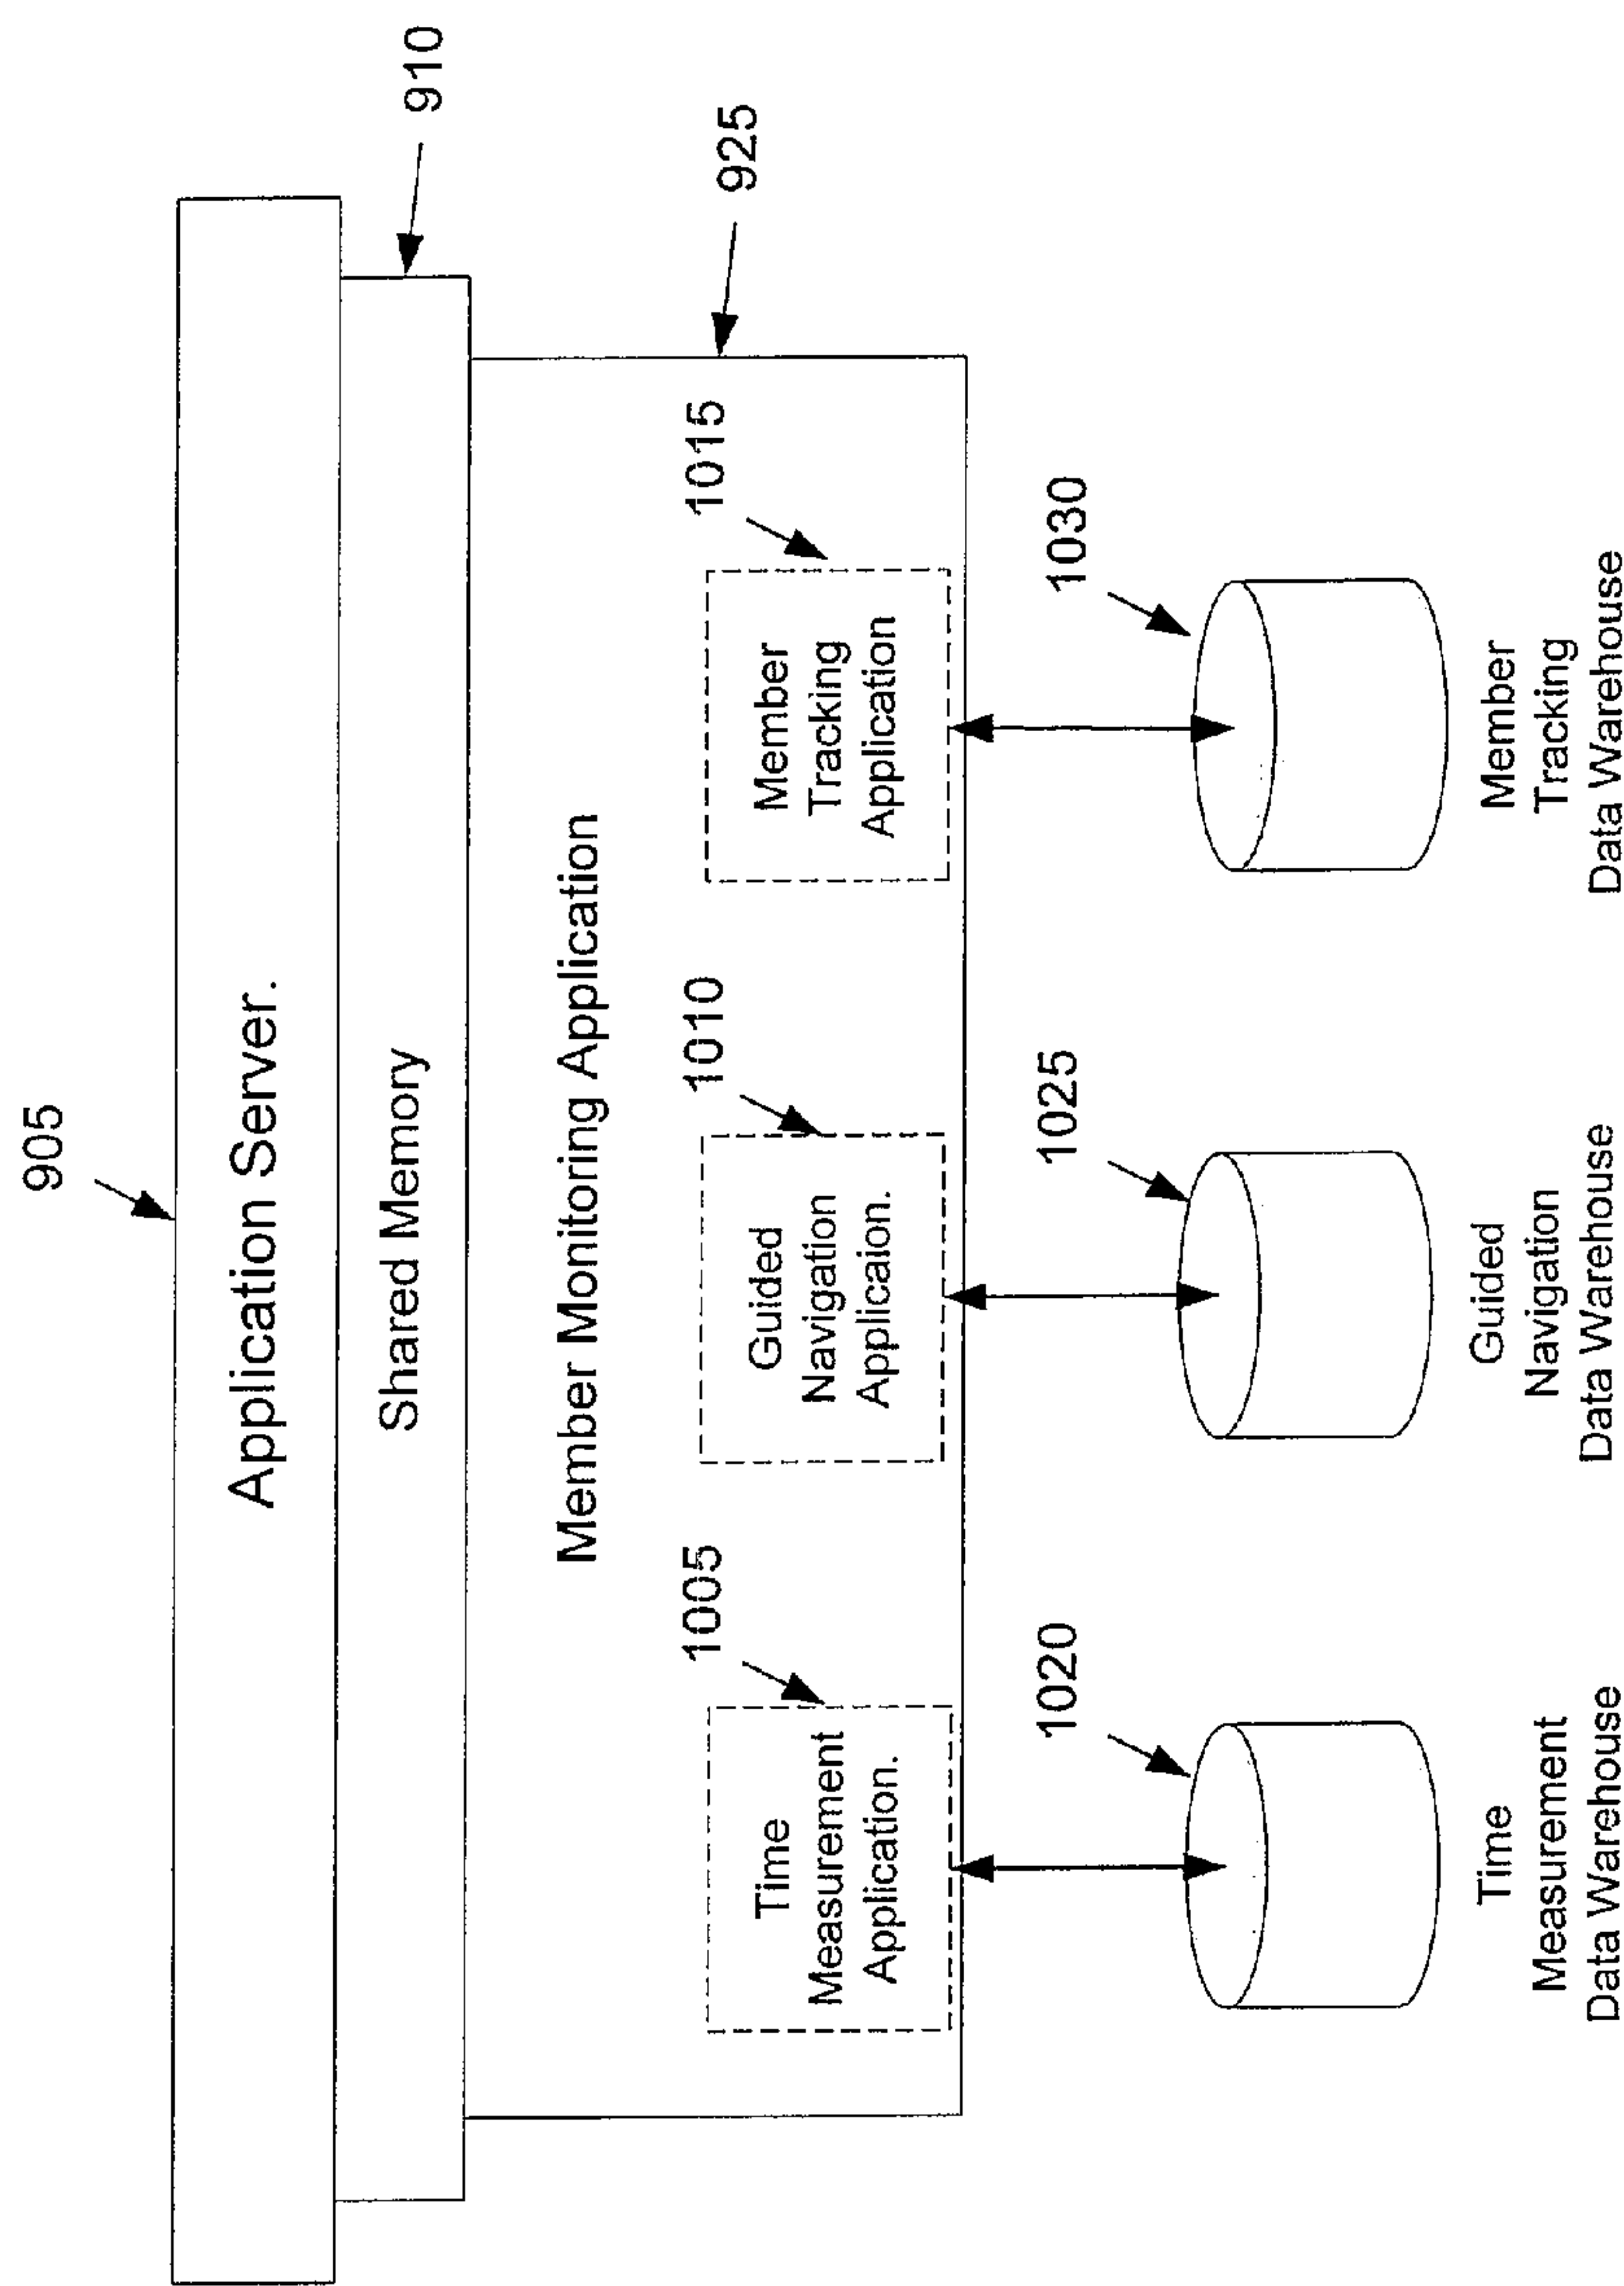 905
Application Server.
910
Shared Memory
925
Member Monitoring Application
1005
Time
Measurement
Application.
1010
Guided
Navigation
Applicaion.
1015
Member
Tracking
Application
1020
Time
Measurement
Data Warehouse
1025
Guided
Navigation
Data Warehouse
1030
Member
Tracking
Data Warehouse